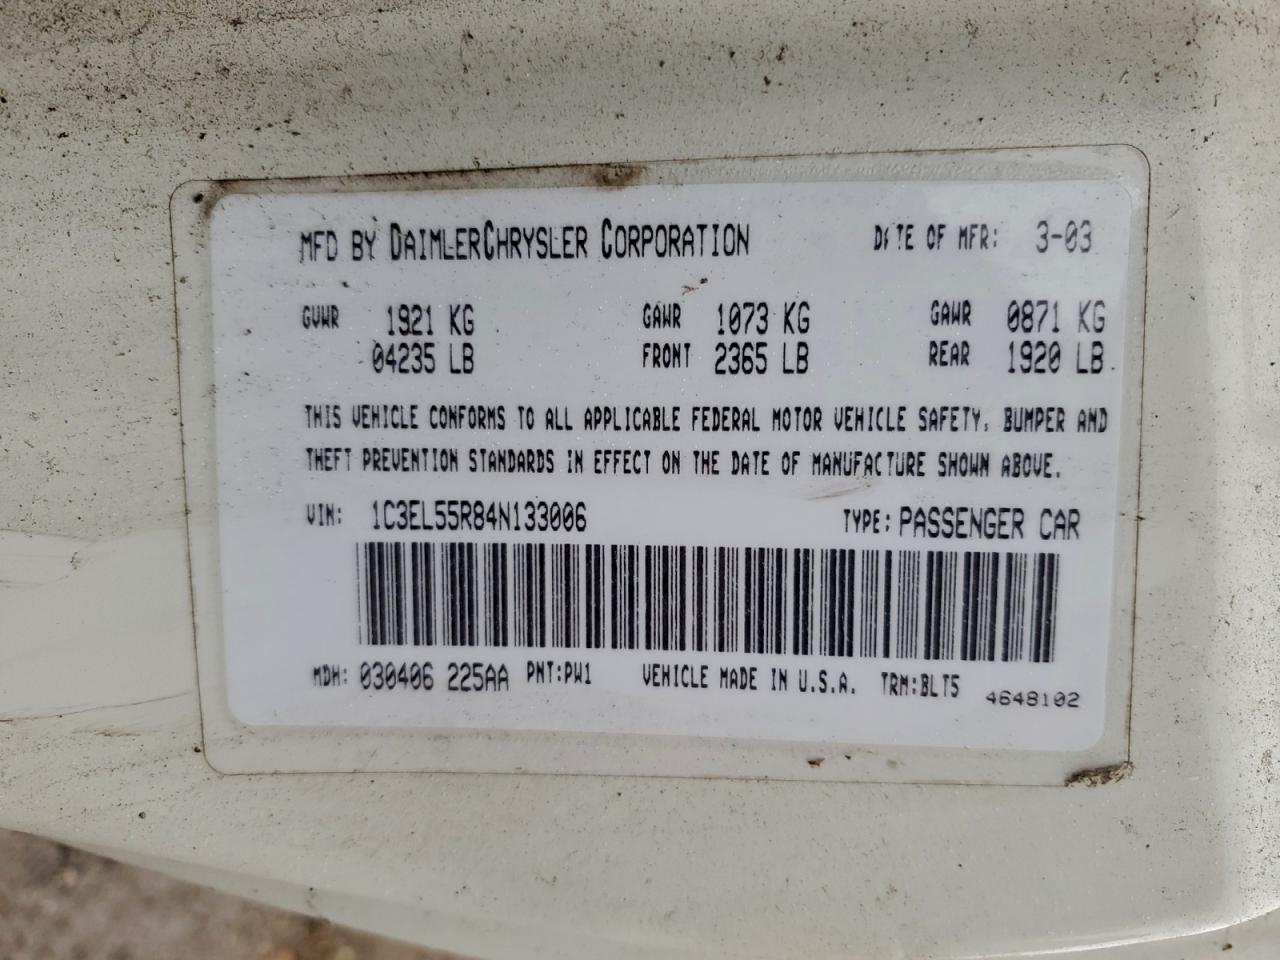 MFD BY DAIMLERCHRYSLER CORPORATION DATE OF MFR: 3-03
GVWR 1921 KG GAWR 1073 KG GAWR 0871 KG
04235 LB FRONT 2365 LB REAR 1920 LB
THIS VEHICLE CONFORMS TO ALL APPLICABLE FEDERAL MOTOR VEHICLE SAFETY, BUMPER AND
THEFT PREVENTION STANDARDS IN EFFECT ON THE DATE OF MANUFACTURE SHOWN ABOVE.
VIN: 1C3EL55R84N133006 TYPE: PASSENGER CAR
MDH: 030406 225AA PNT:PW1 VEHICLE MADE IN U.S.A. TRM:BLT5 4648102